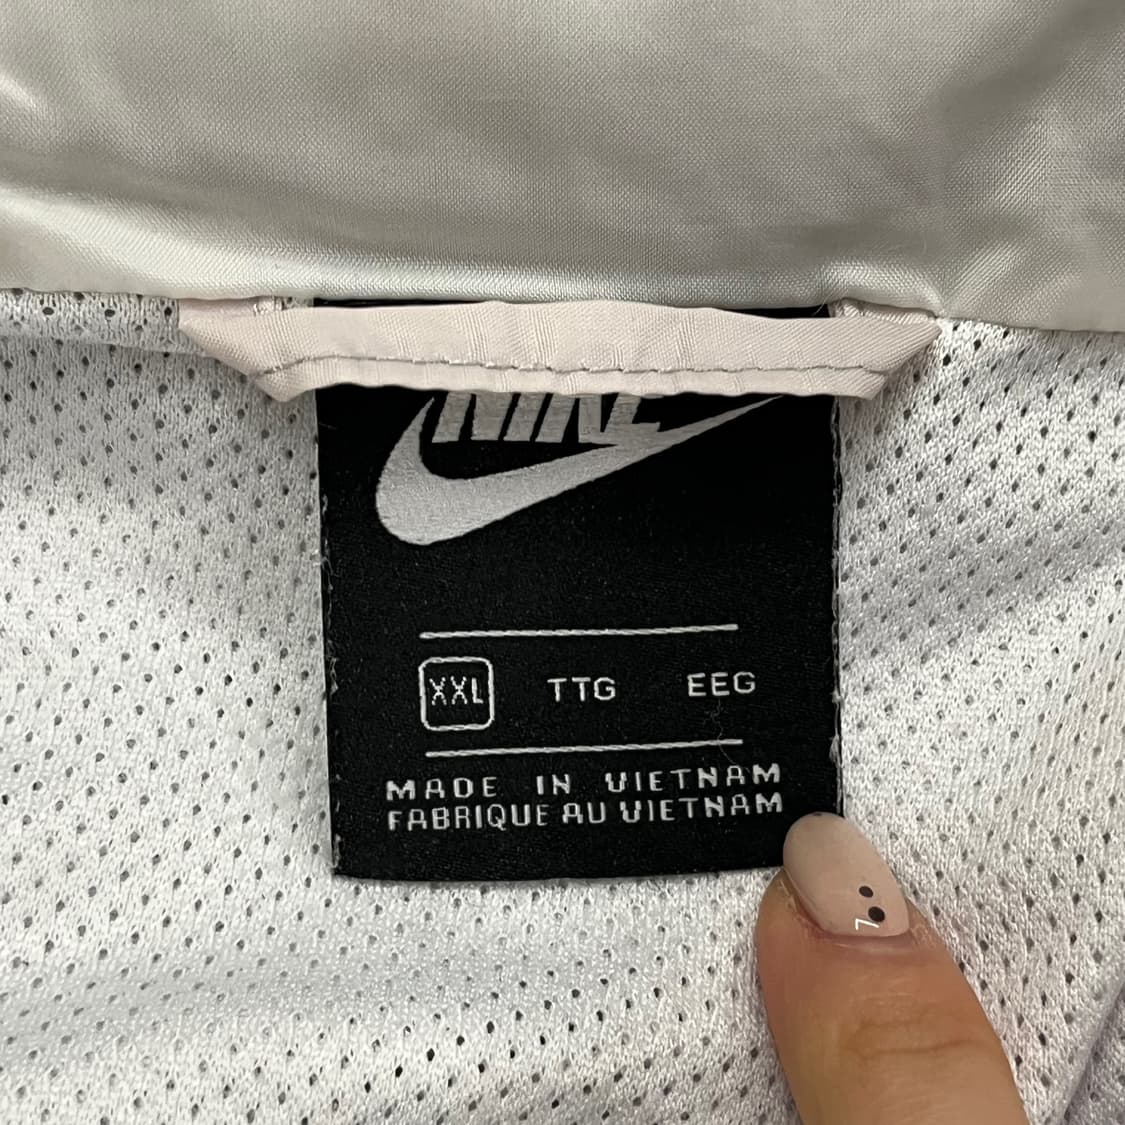 NIKE
XXL TTG EEG
MADE IN VIETNAM
FABRIQUE AU VIETNAM